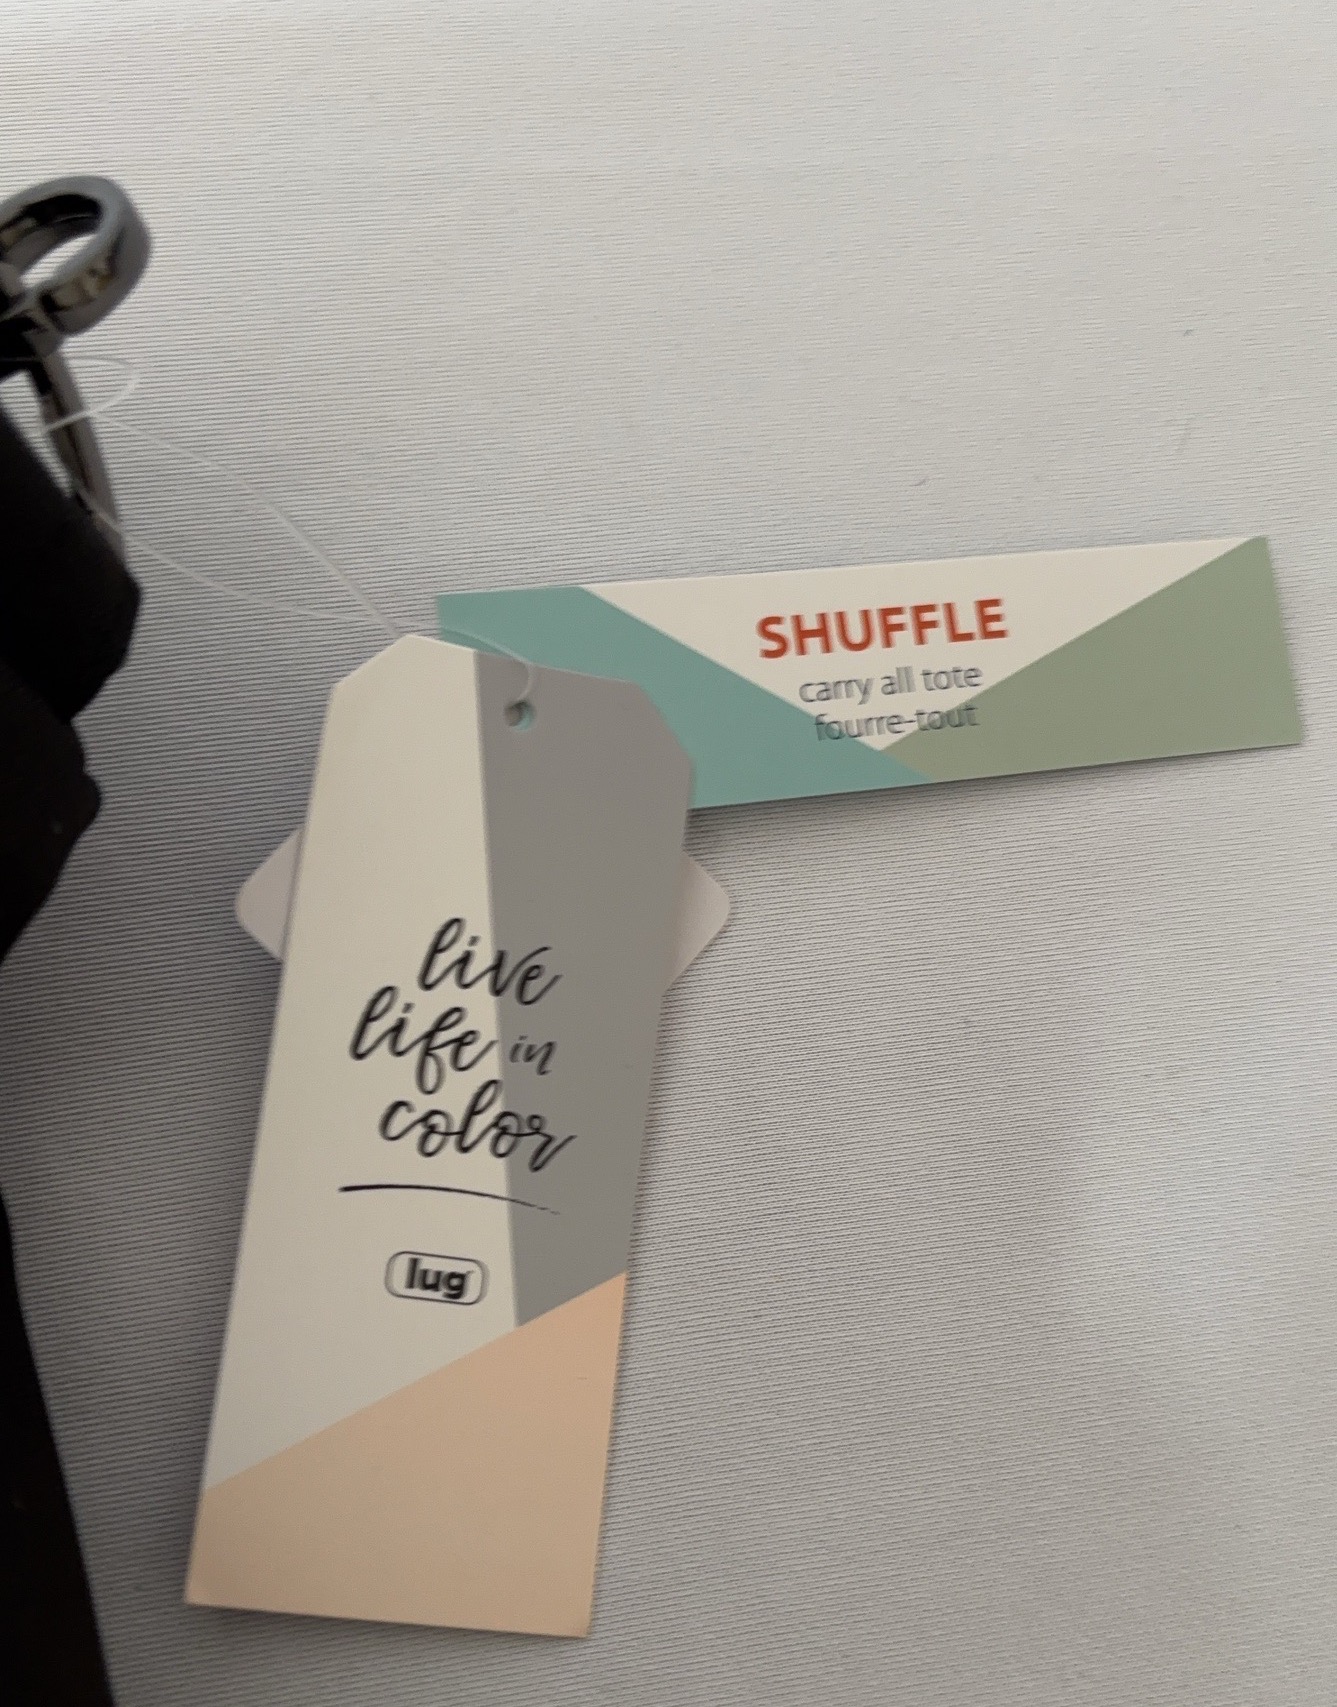 SHUFFLE
carry all tote
fourre-tout
live
life in
color
lug